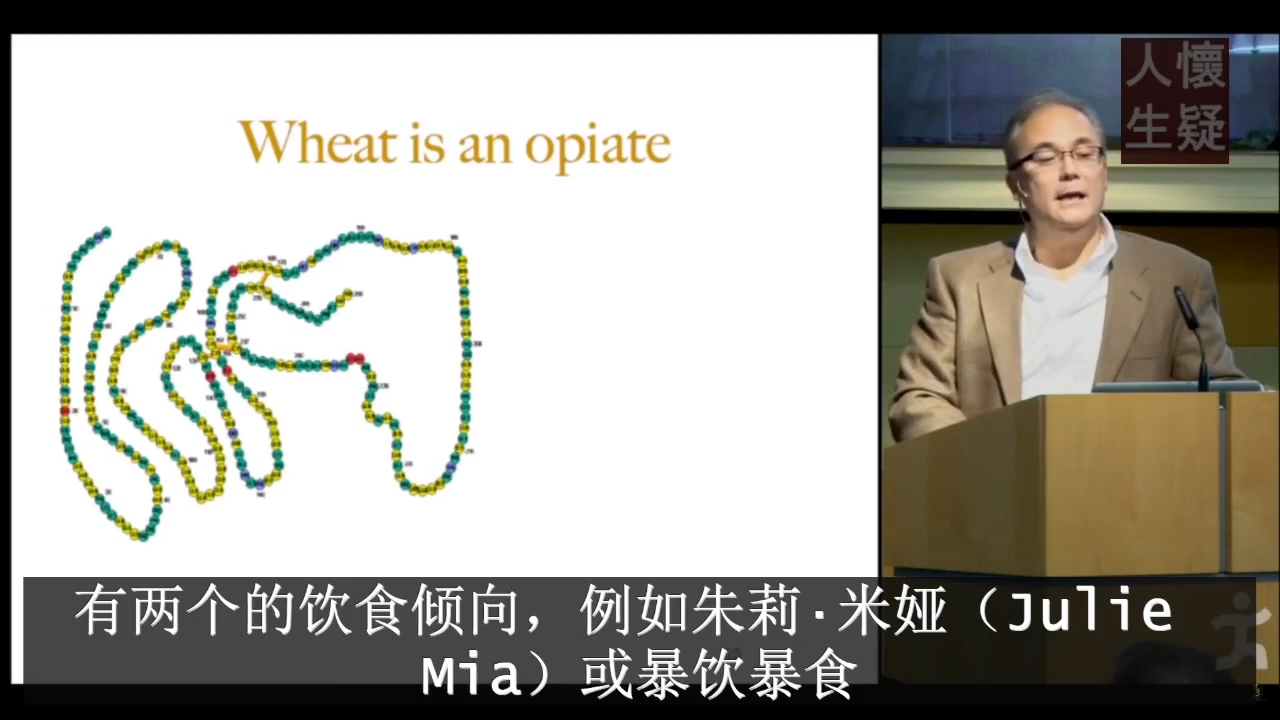 Wheat is an opiate
人懷
生疑
有两个的饮食倾向，例如朱莉·米娅（Julie
Mia）或暴饮暴食